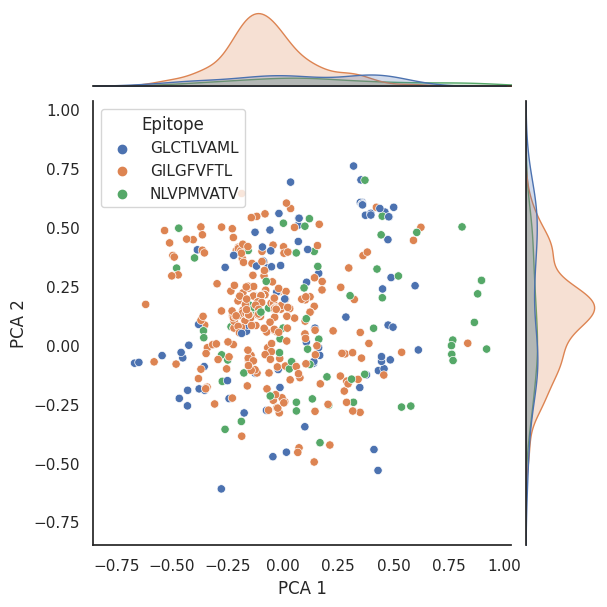 Epitope
GLCTLVAML
GILGFVFTL
NLVPMVATV
1.00
0.75
0.50
0.25
0.00
−0.25
−0.50
−0.75
PCA 2
−0.75 −0.50 −0.25 0.00 0.25 0.50 0.75 1.00
PCA 1